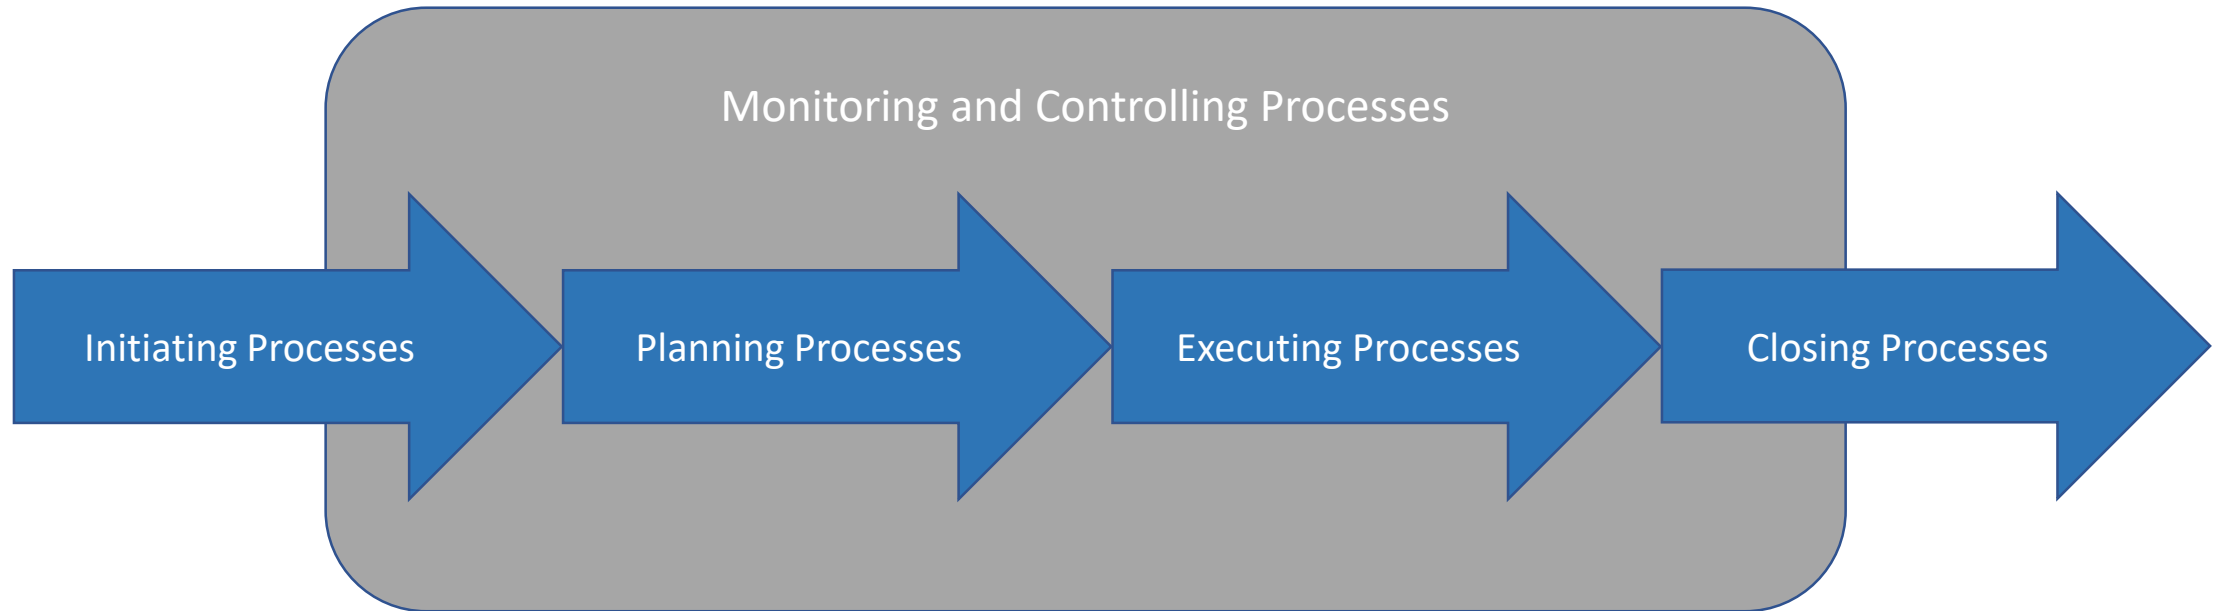 Monitoring and Controlling Processes
Initiating Processes
Planning Processes
Executing Processes
Closing Processes